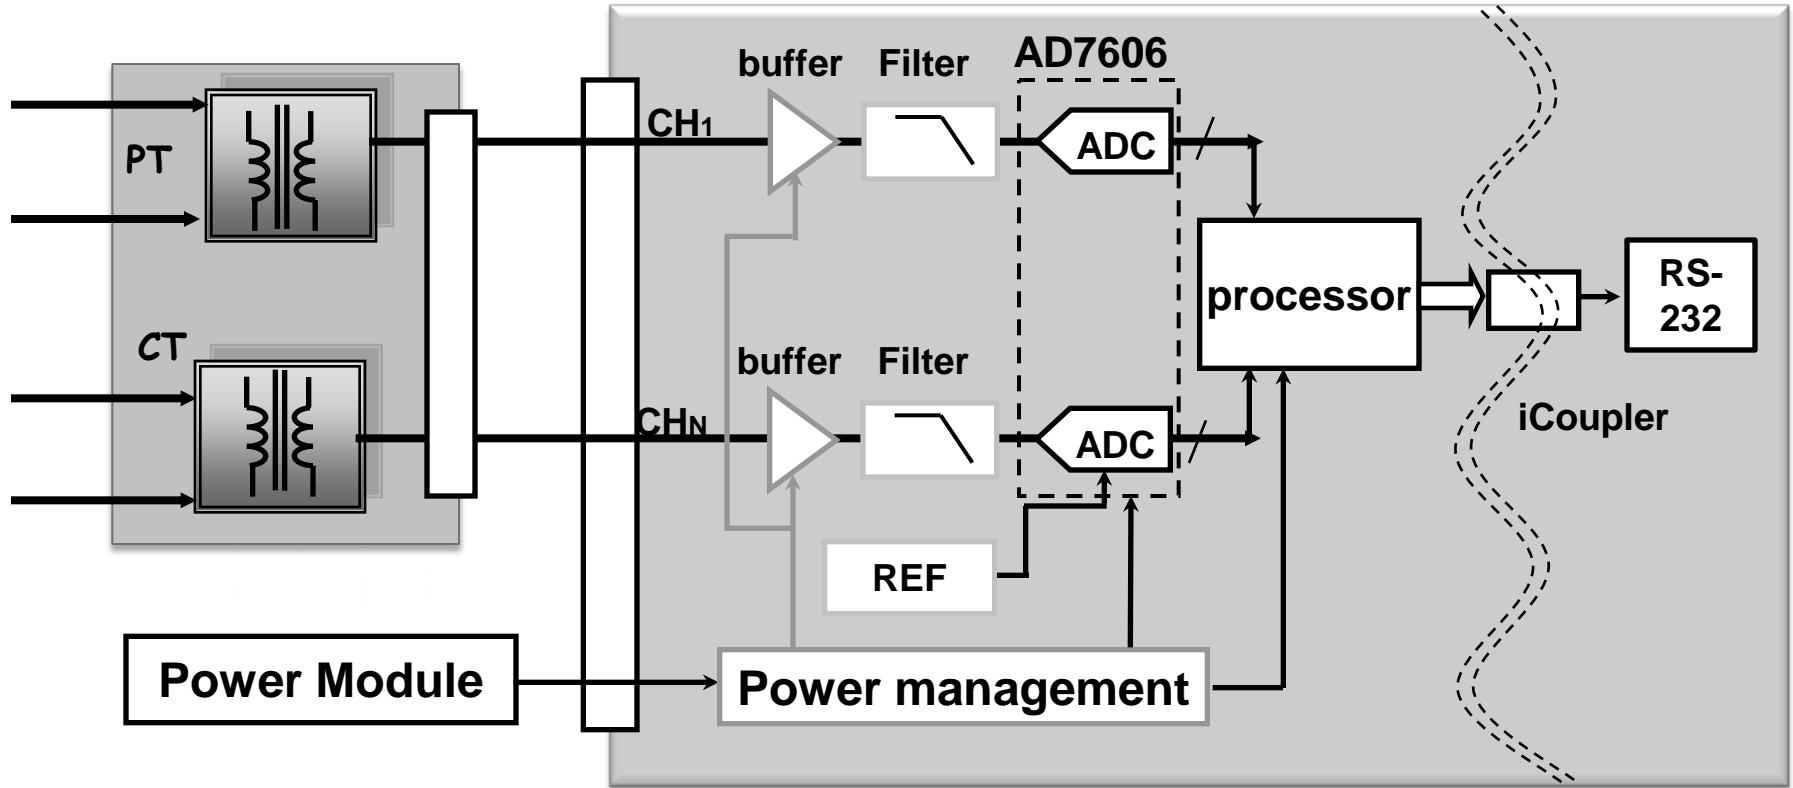 buffer Filter AD7606
CH1
ADC
PT
processor
RS-
232
CT
buffer Filter
CHN
ADC
iCoupler
REF
Power Module
Power management